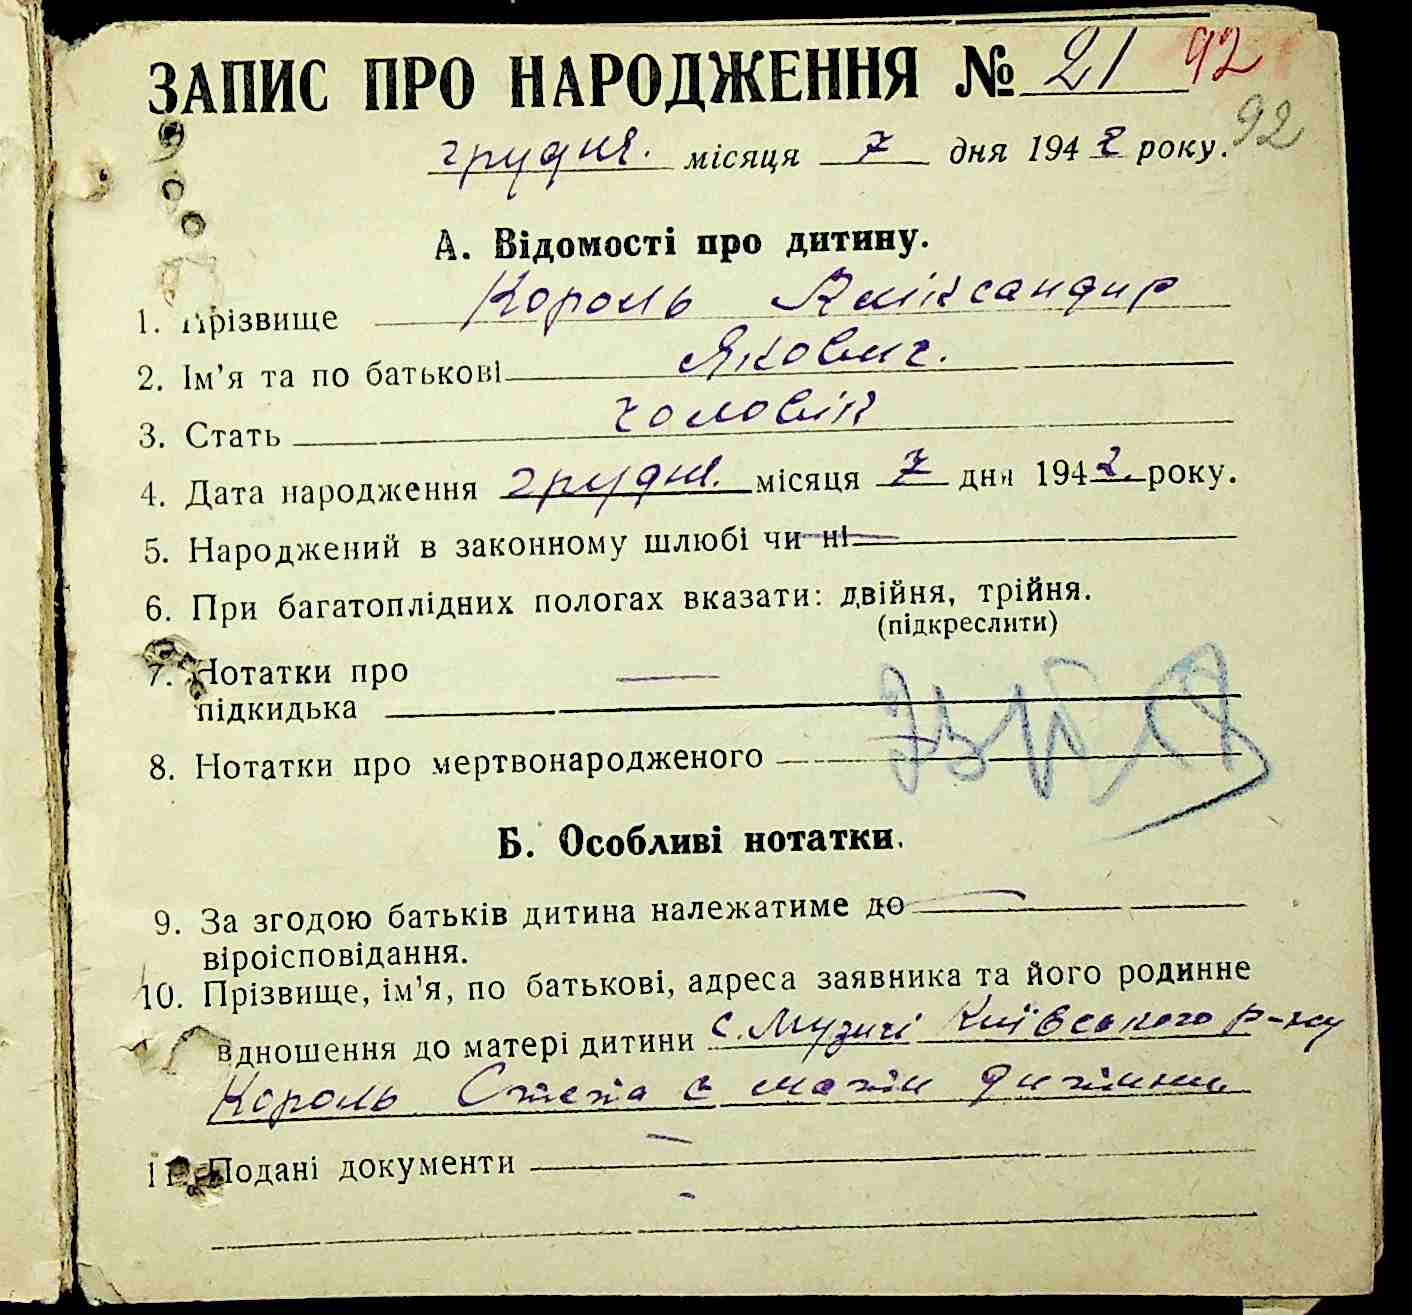 ЗАПИС ПРО НАРОДЖЕННЯ № 21 92
92
грудня. місяця 7 дня 1942 року.
А. Відомості про дитину.
1. Прізвище Король Александир
2. Ім'я та по батькові Якович.
3. Стать чоловік
4. Дата народження грудня. місяця 7 дня 1942. року.
5. Народжений в законному шлюбі чи ні
6. При багатоплідних пологах вказати: двійня, трійня.
(підкреслити)
7. Нотатки про
підкидька —
8. Нотатки про мертвонародженого
Б. Особливі нотатки.
9. За згодою батьків дитина належатиме до
віроісповідання.
10. Прізвище, ім'я, по батькові, адреса заявника та його родинне
відношення до матері дитини с. Музичі Київського р-ну
Король с
11. Подані документи —